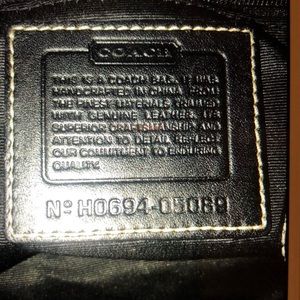 COACH
THIS IS A COACH BAG. IT WAS
HANDCRAFTED IN CHINA FROM
THE FINEST MATERIALS. TRIMMED
WITH GENUINE LEATHER, ITS
SUPERIOR CRAFTSMANSHIP AND
ATTENTION TO DETAIL REFLECT
OUR COMMITMENT TO ENDURING
QUALITY.
Nº H0694-05069